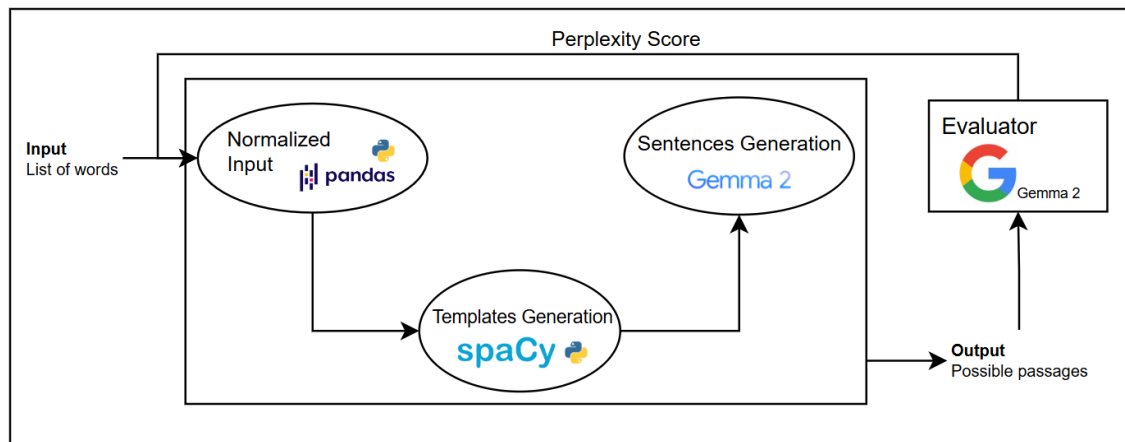 Perplexity Score
Input
List of words
Normalized
Input
pandas
Templates Generation
spaCy
Sentences Generation
Gemma 2
Evaluator
Gemma 2
Output
Possible passages